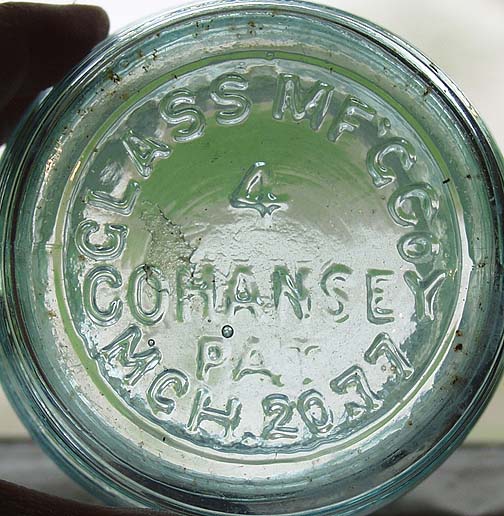 GLASS MF'G CO
4
COHANSEY
PAT
MCH. 20.77